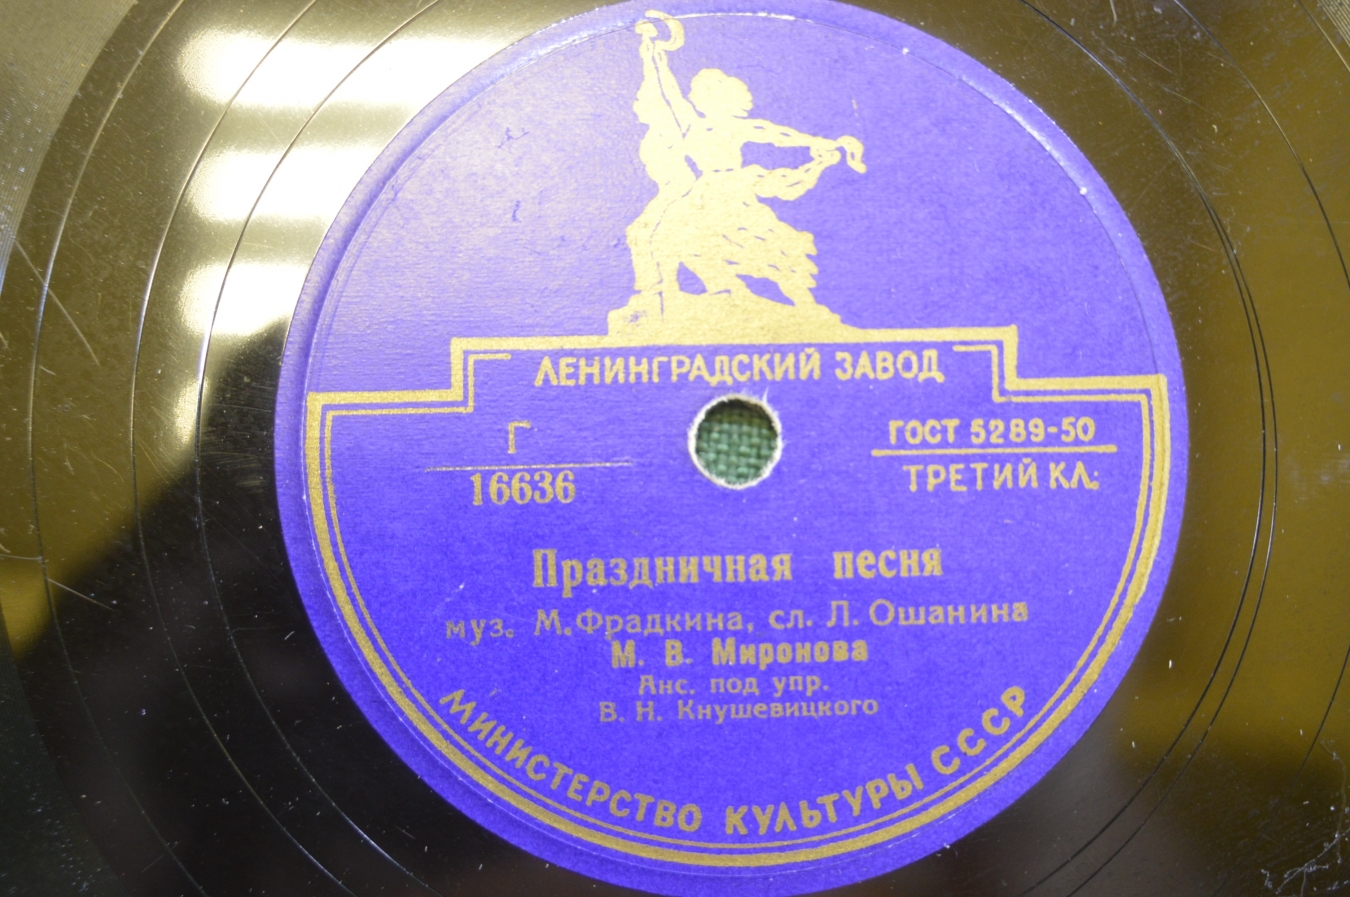 ЛЕНИНГРАДСКИЙ ЗАВОД
Г
16636
ГОСТ 5289-50
ТРЕТИЙ КЛ.
Праздничная песня
муз. М.Фрадкина, сл. Л. Ошанина
М. В. Миронова
Анс. под упр.
В. Н. Кнушевицкого
МИНИСТЕРСТВО КУЛЬТУРЫ СССР